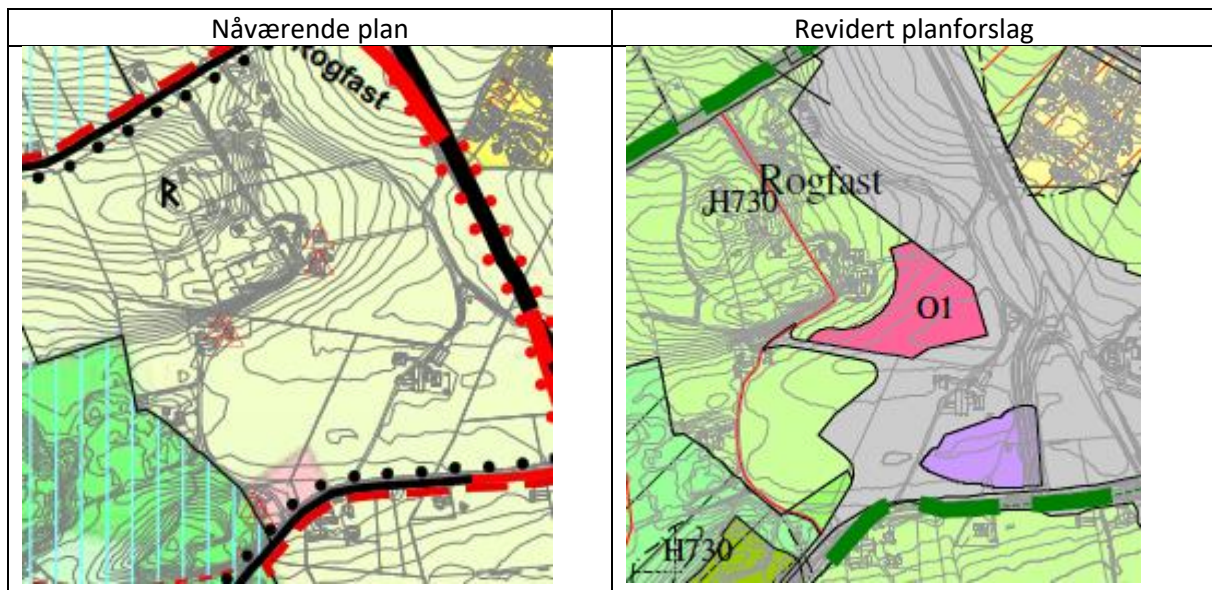 Nåværende plan
Revidert planforslag
Rogfast
R
Rogfast
H730
O1
H730